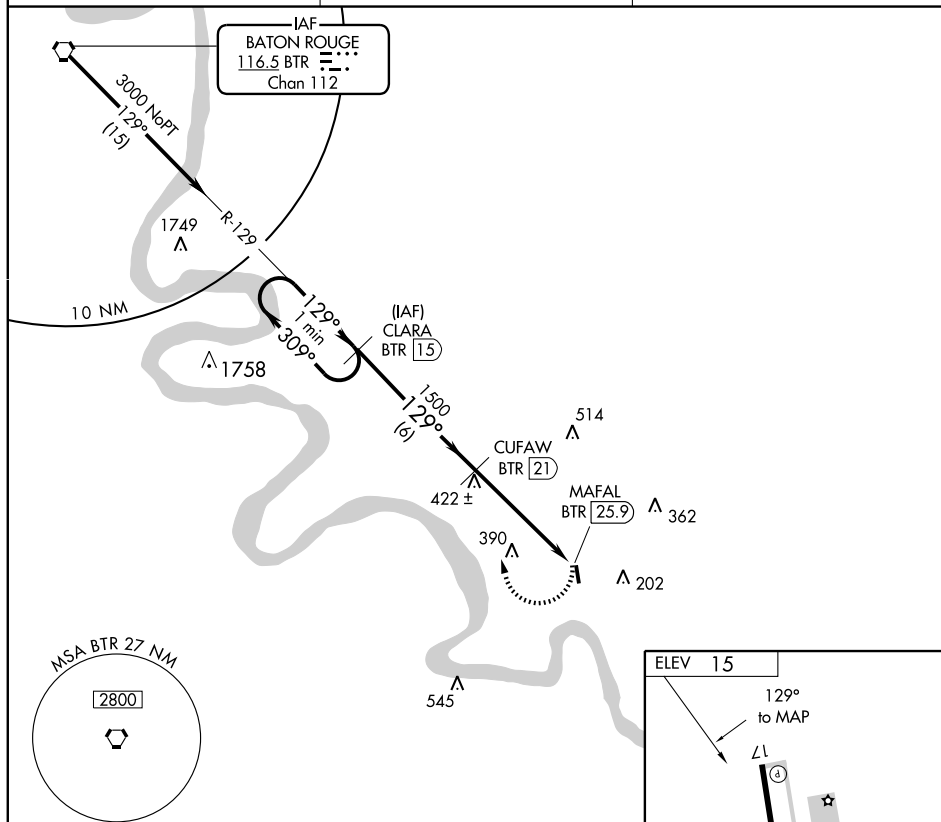 IAF
BATON ROUGE
116.5 BTR
Chan 112
3000 NoPT
129°
(15)
R-129
1749
10 NM
129°
1 min
309°
(IAF)
CLARA
BTR 15
1758
1500
129°
(6)
514
CUFAW
BTR 21
422 ±
MAFAL
BTR 25.9
362
390
202
MSA BTR 27 NM
2800
545
ELEV 15
129°
to MAP
17
P